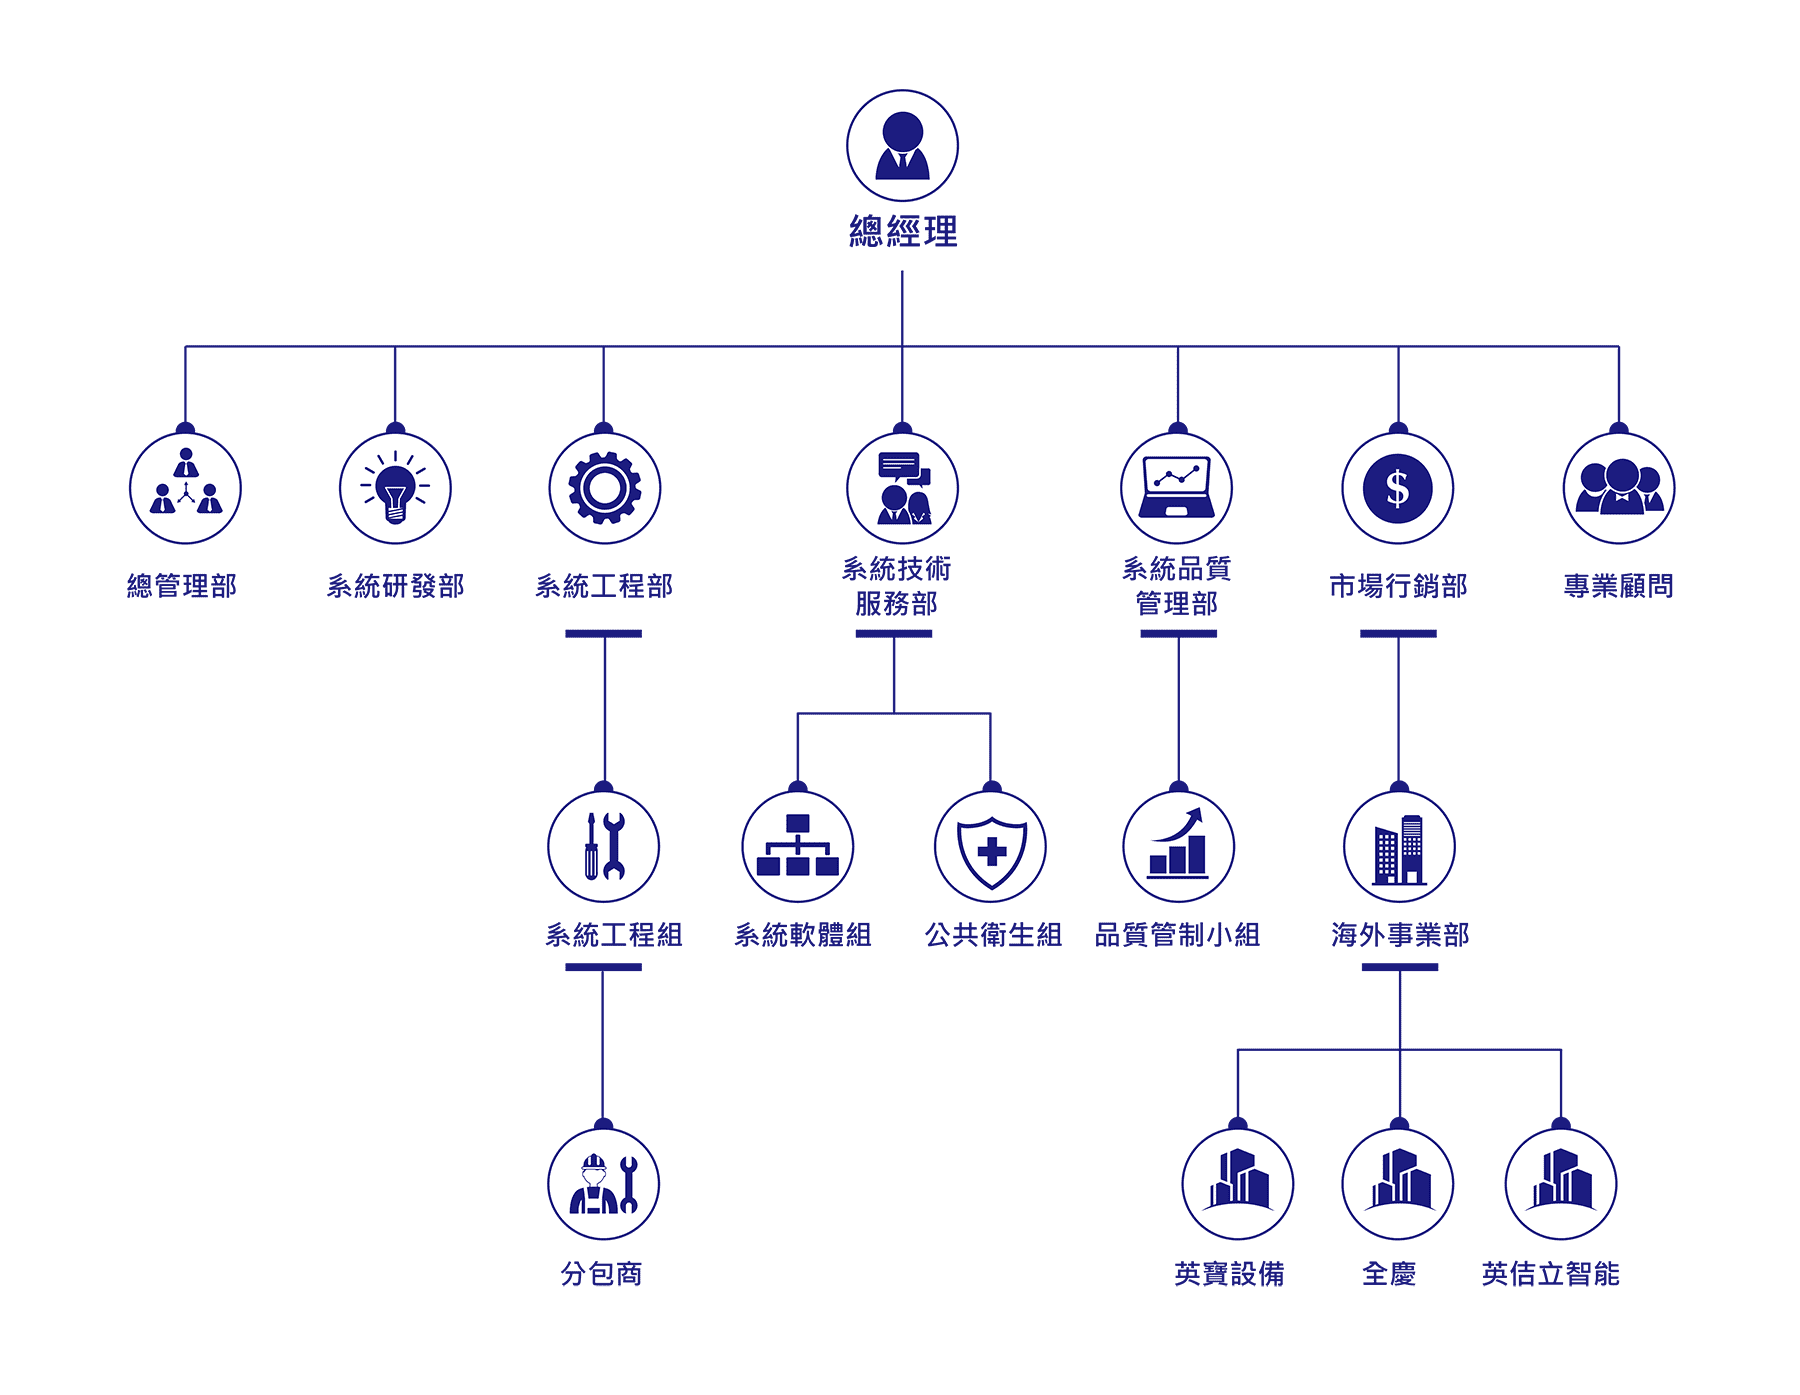 總經理
總管理部
系統研發部
系統工程部
系統技術
服務部
系統品質
管理部
$
市場行銷部
專業顧問
系統工程組
系統軟體組
公共衛生組
品質管制小組
海外事業部
分包商
英寶設備
全慶
英佶立智能